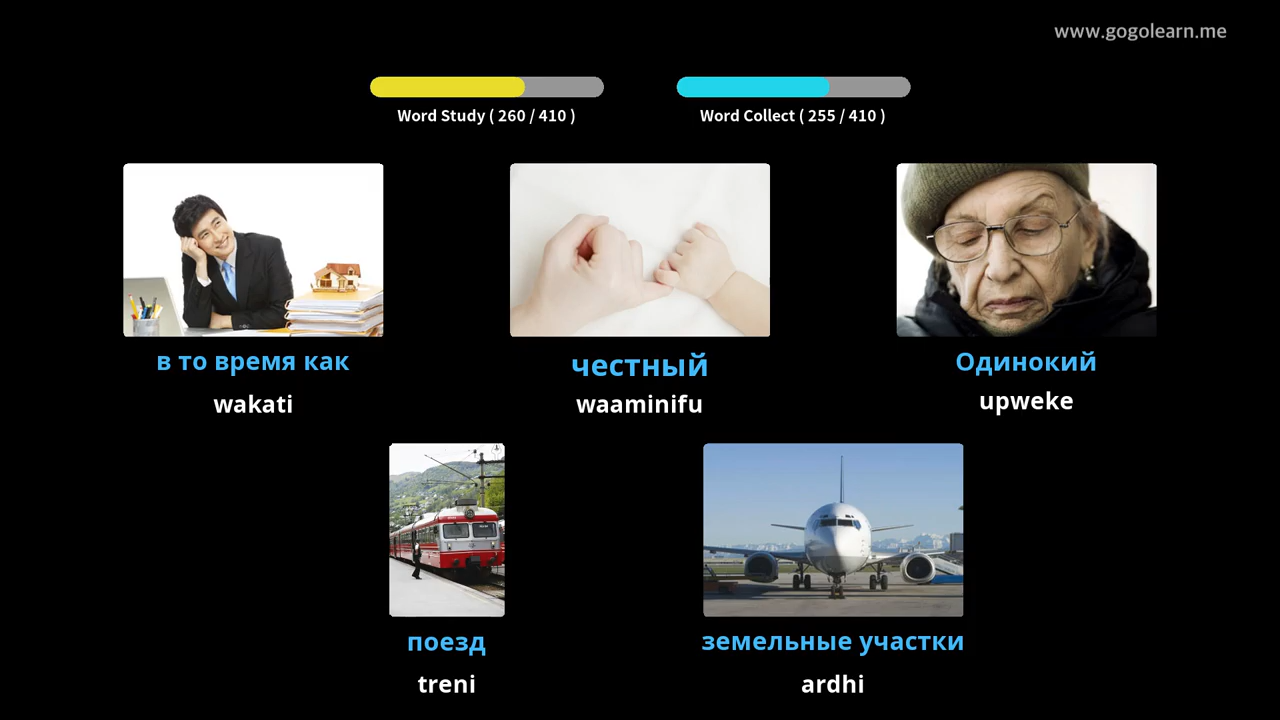 www.gogolearn.me
Word Study ( 260 / 410 )
Word Collect ( 255 / 410 )
в то время как
wakati
честный
waaminifu
Одинокий
upweke
поезд
treni
земельные участки
ardhi